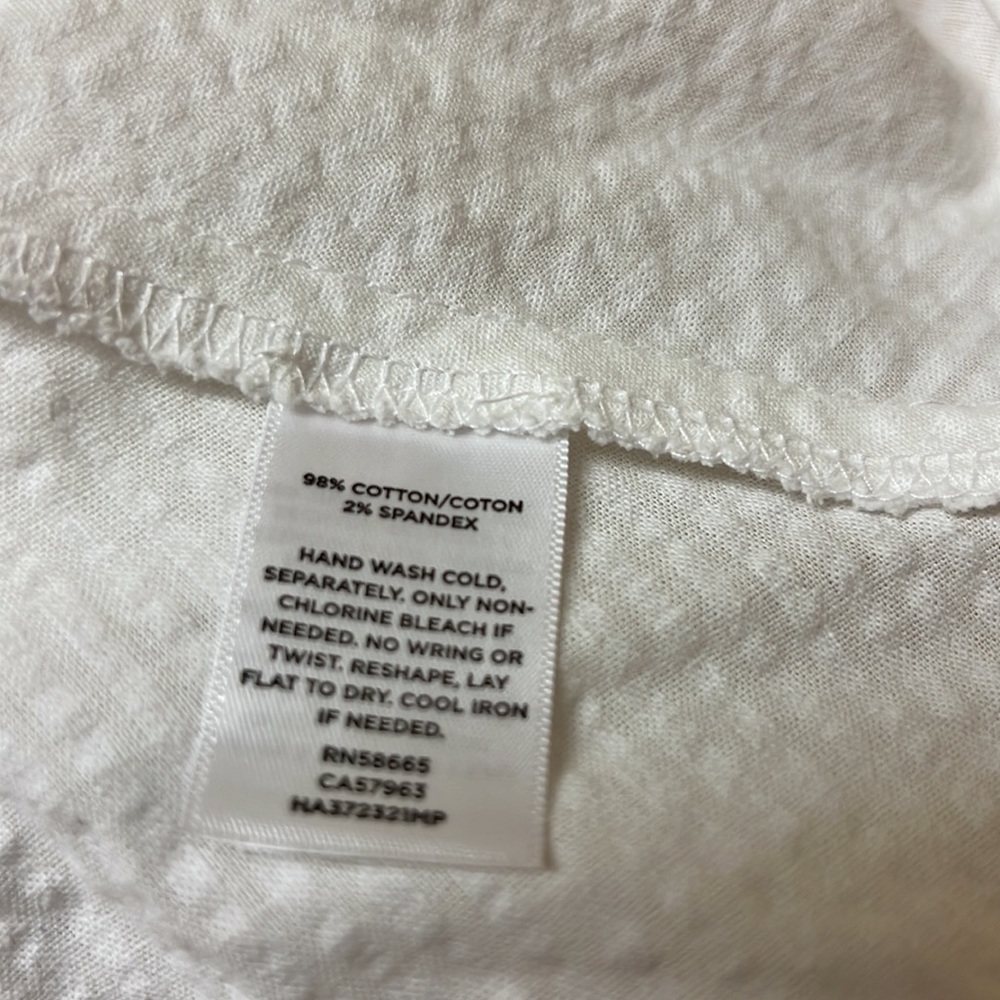 98% COTTON/COTON
2% SPANDEX
HAND WASH COLD,
SEPARATELY. ONLY NON-
CHLORINE BLEACH IF
NEEDED. NO WRING OR
TWIST. RESHAPE, LAY
FLAT TO DRY. COOL IRON
IF NEEDED.
RN58665
CA57963
HA372321MP